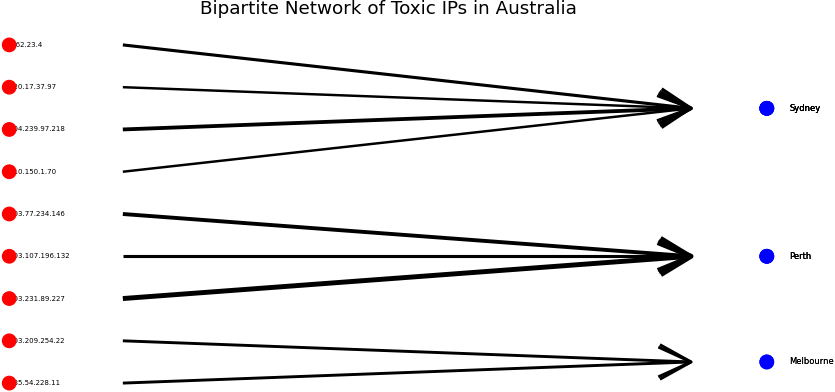 Bipartite Network of Toxic IPs in Australia
62.23.4
0.17.37.97
Sydney
4.239.97.218
0.150.1.70
3.77.234.146
3.107.196.132
Perth
3.231.89.227
3.209.254.22
Melbourne
5.54.228.11